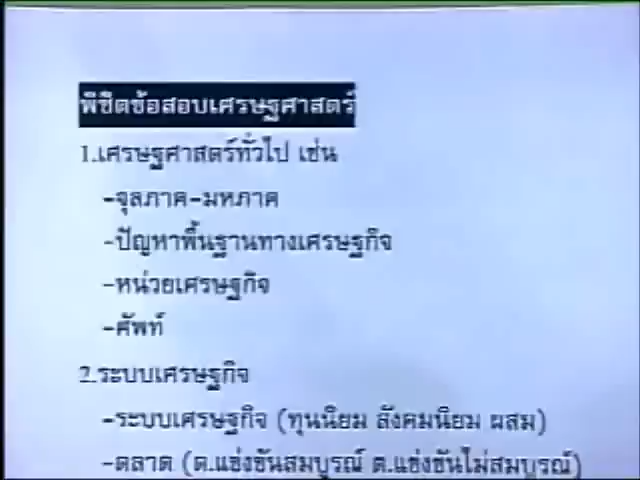 พิชิตข้อสอบเศรษฐศาสตร์
1.เศรษฐศาสตร์ทั่วไป เช่น
-จุลภาค-มหภาค
-ปัญหาพื้นฐานทางเศรษฐกิจ
-หน่วยเศรษฐกิจ
-ศัพท์
2.ระบบเศรษฐกิจ
-ระบบเศรษฐกิจ (ทุนนิยม สังคมนิยม ผสม)
-ตลาด (ต.แข่งขันสมบูรณ์ ต.แข่งขันไม่สมบูรณ์)